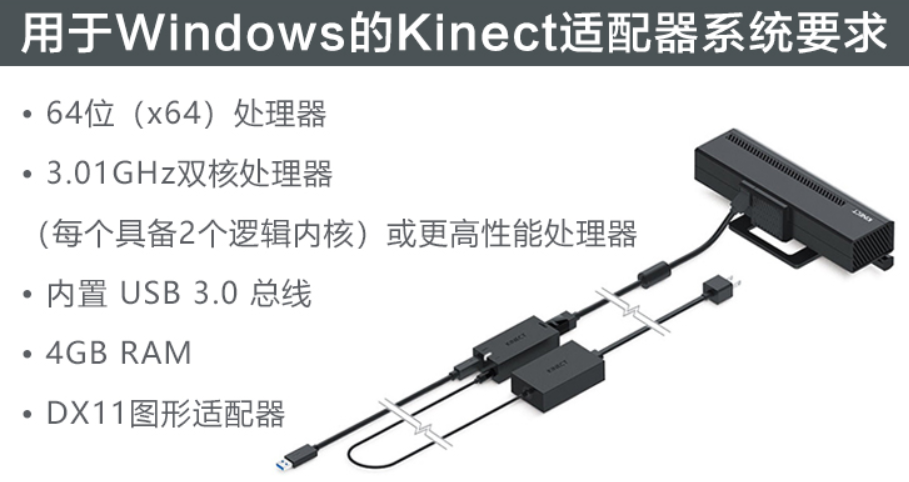 用于Windows的Kinect适配器系统要求
• 64位（x64）处理器
• 3.01GHz双核处理器
（每个具备2个逻辑内核）或更高性能处理器
• 内置 USB 3.0 总线
• 4GB RAM
• DX11图形适配器
KINECT
KINECT
KINECT